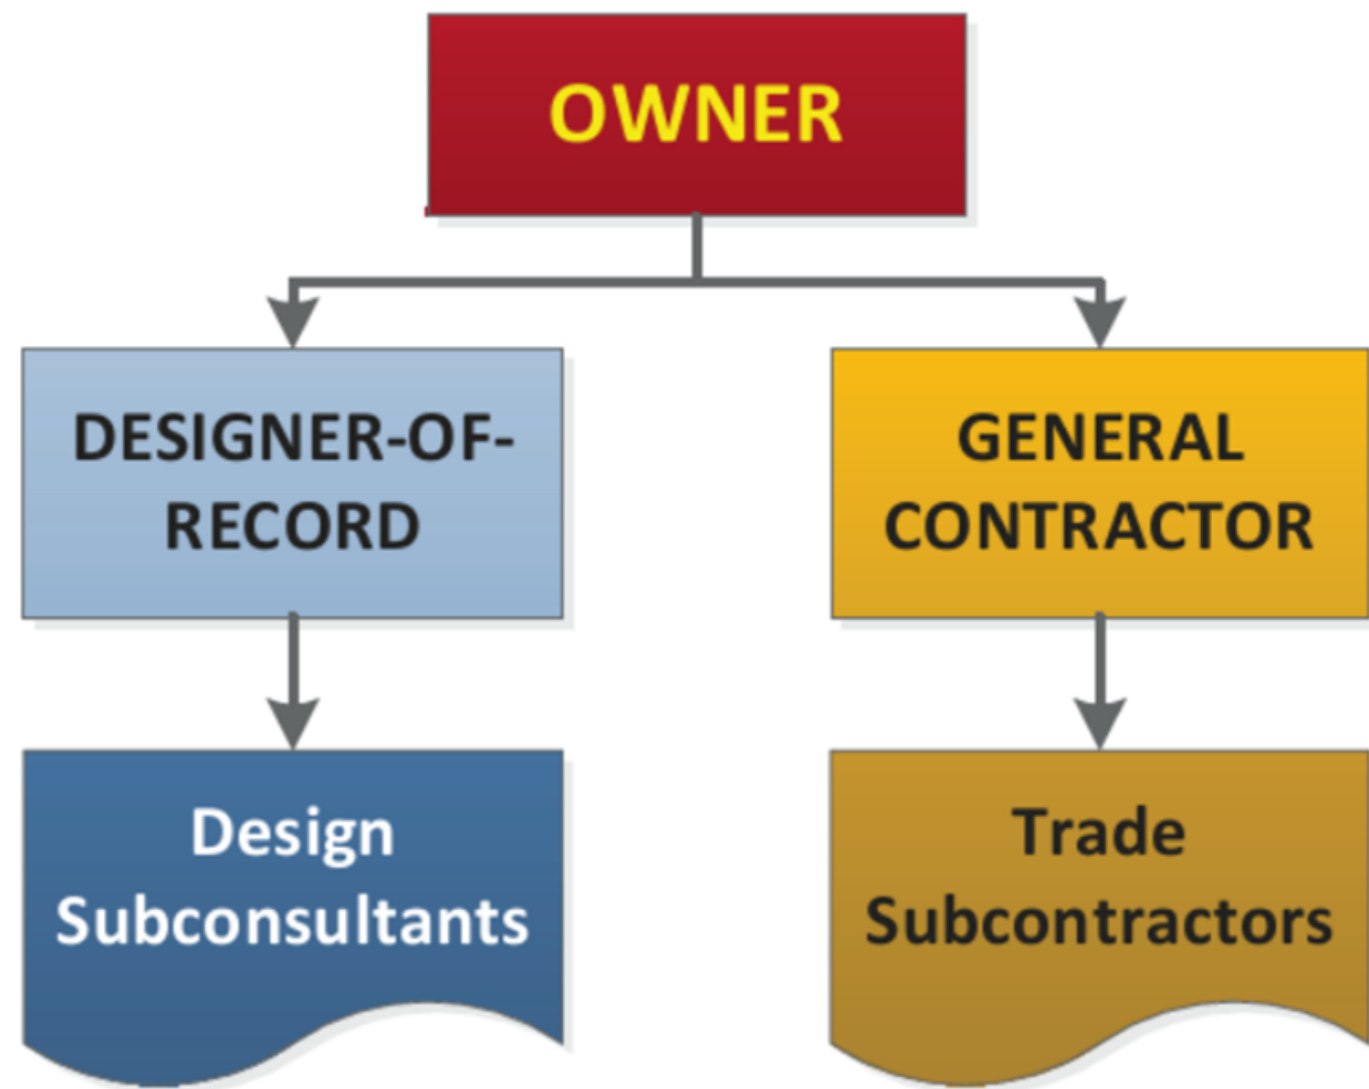 OWNER
DESIGNER-OF-
RECORD
GENERAL
CONTRACTOR
Design
Subconsultants
Trade
Subcontractors